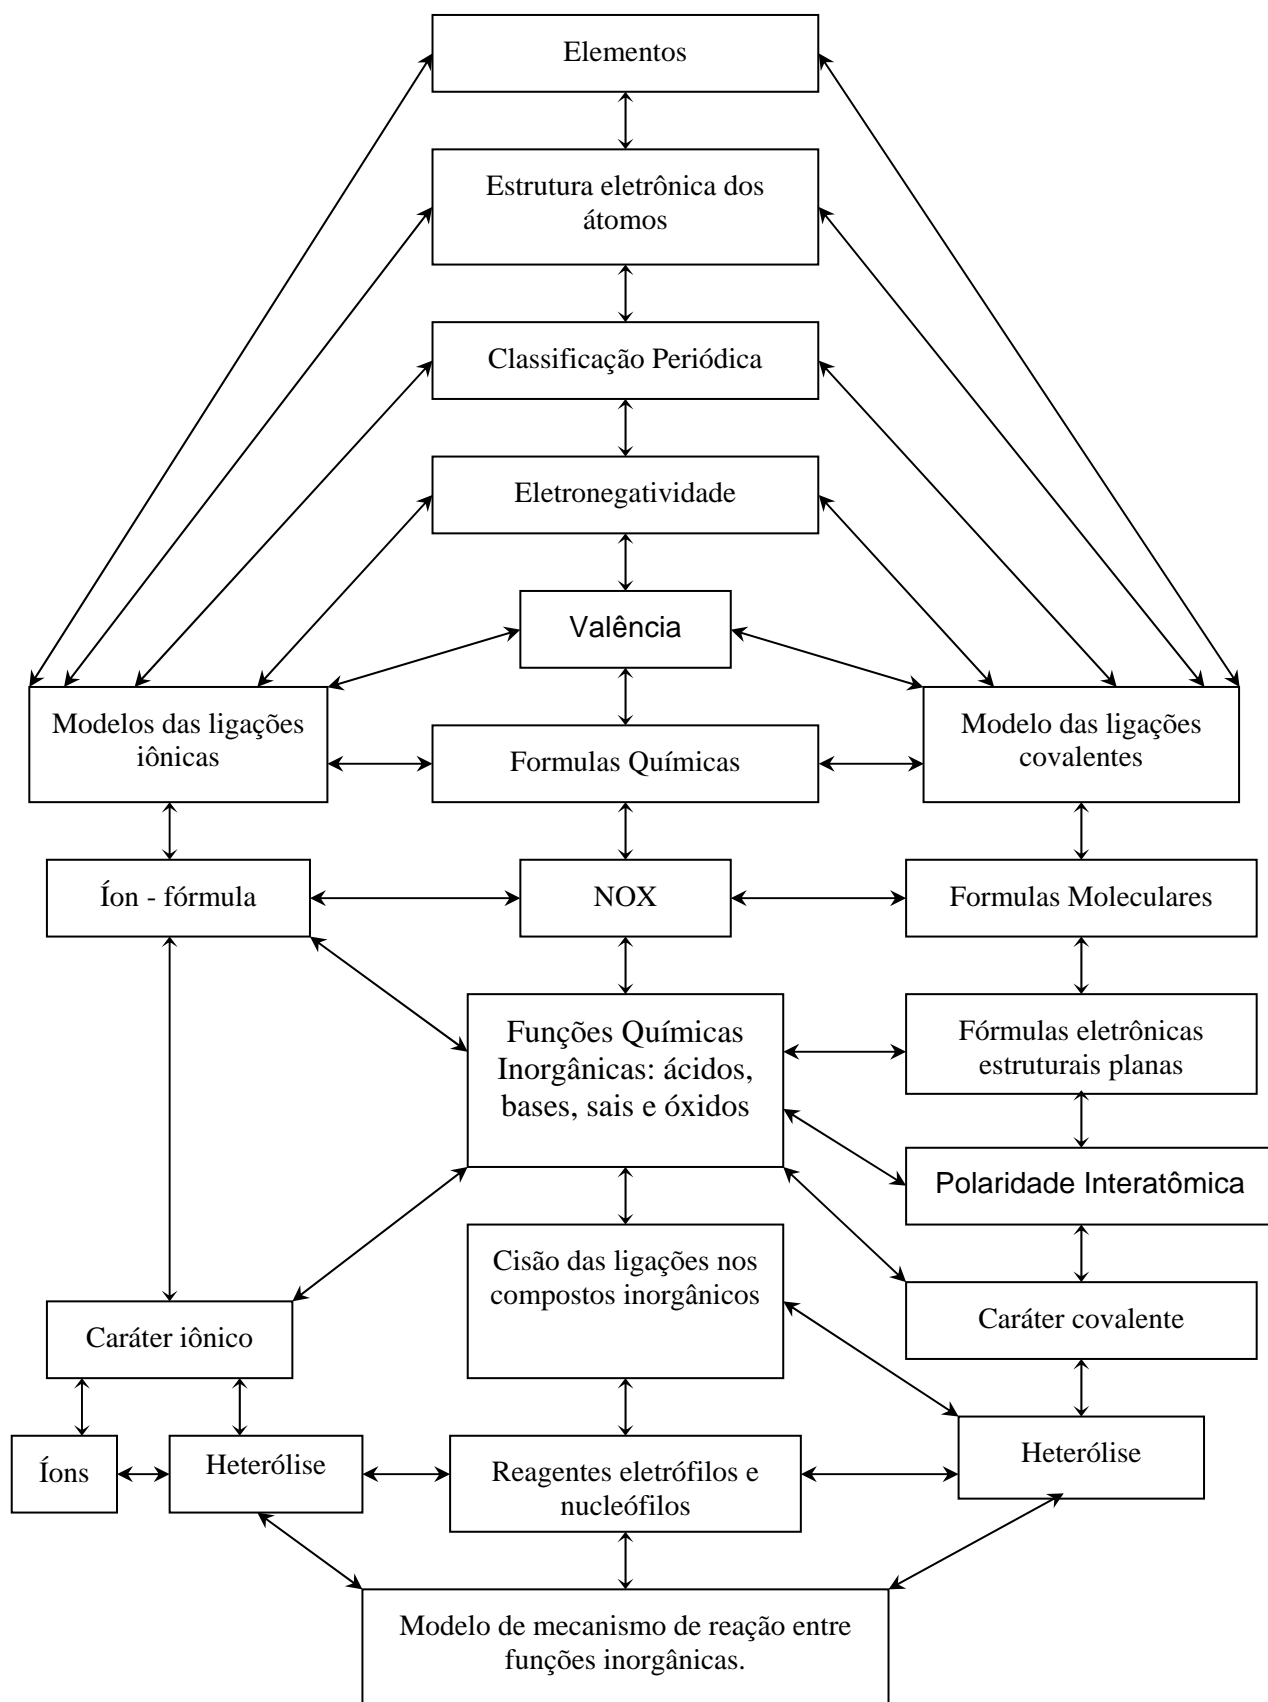 Elementos
Estrutura eletrônica dos
átomos
Classificação Periódica
Eletronegatividade
Valência
Modelos das ligações
iônicas
Formulas Químicas
Modelo das ligações
covalentes
Íon - fórmula
NOX
Formulas Moleculares
Funções Químicas
Inorgânicas: ácidos,
bases, sais e óxidos
Fórmulas eletrônicas
estruturais planas
Polaridade Interatômica
Cisão das ligações nos
compostos inorgânicos
Caráter iônico
Caráter covalente
Íons
Heterólise
Reagentes eletrófilos e
nucleófilos
Heterólise
Modelo de mecanismo de reação entre
funções inorgânicas.